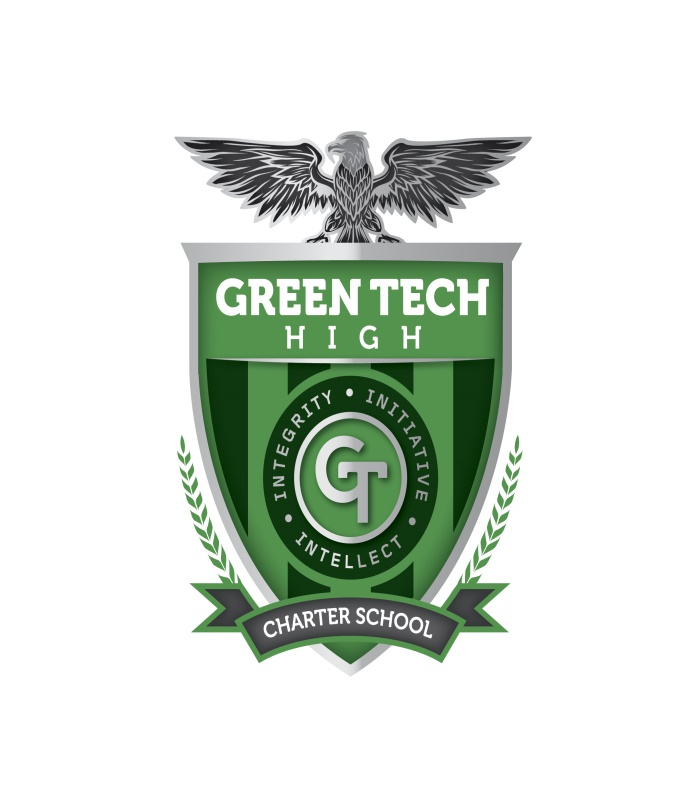 GREEN TECH
HIGH
INTEGRITY • INITIATIVE • INTELLECT •
GT
CHARTER SCHOOL